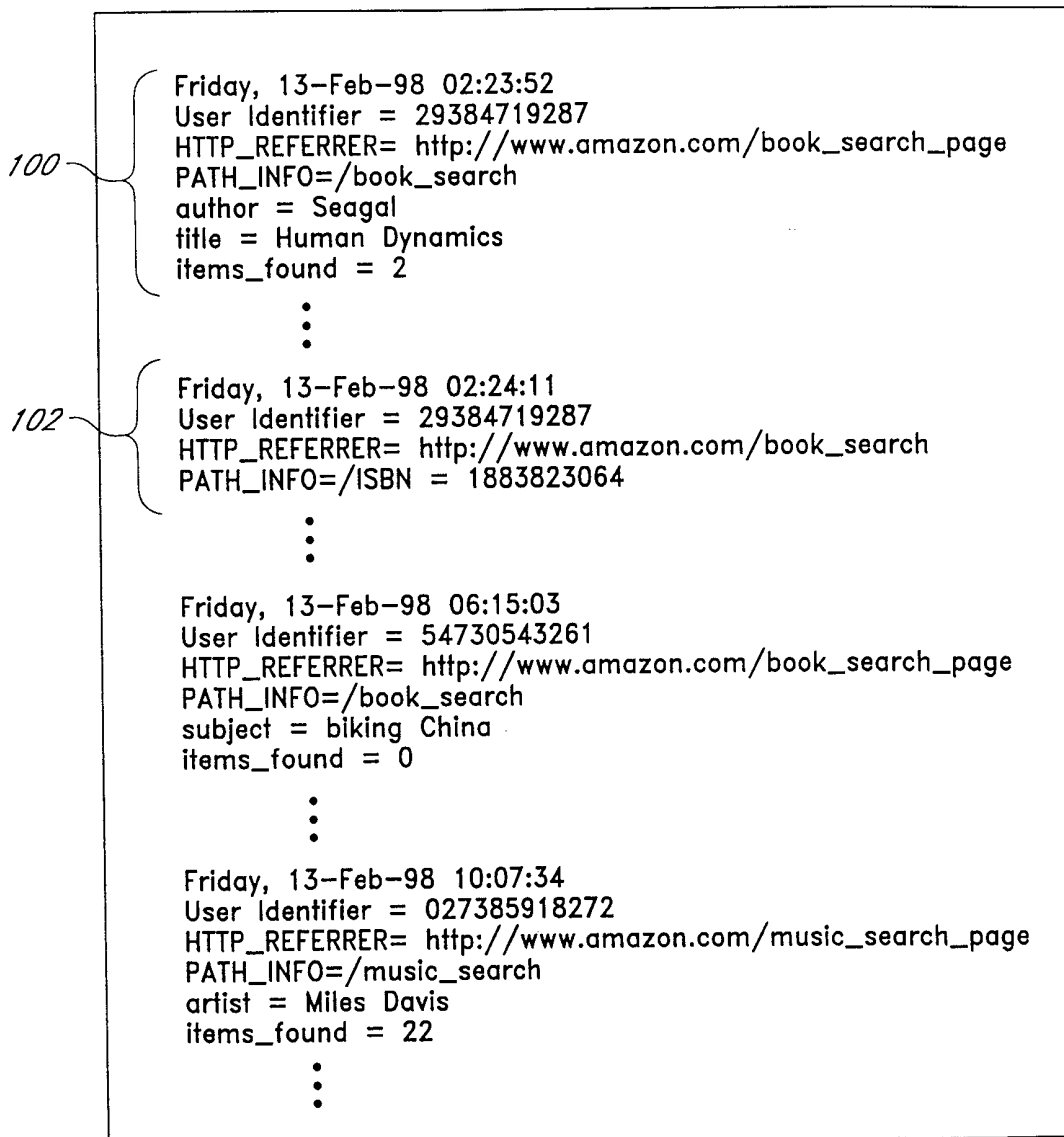 Friday, 13-Feb-98 02:23:52
User Identifier = 29384719287
HTTP_REFERRER= http://www.amazon.com/book_search_page
100
PATH_INFO=/book_search
author = Seagal
title = Human Dynamics
items_found = 2
Friday, 13-Feb-98 02:24:11
102
User Identifier = 29384719287
HTTP_REFERRER= http://www.amazon.com/book_search
PATH_INFO=/ISBN = 1883823064
Friday, 13-Feb-98 06:15:03
User Identifier = 54730543261
HTTP_REFERRER= http://www.amazon.com/book_search_page
PATH_INFO=/book_search
subject = biking China
items_found = 0
Friday, 13-Feb-98 10:07:34
User Identifier = 027385918272
HTTP_REFERRER= http://www.amazon.com/music_search_page
PATH_INFO=/music_search
artist = Miles Davis
items_found = 22